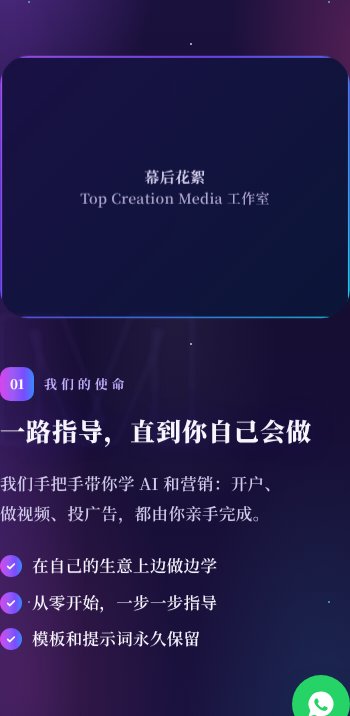 幕后花絮
Top Creation Media 工作室
01 我们的使命
一路指导，直到你自己会做
我们手把手带你学 AI 和营销：开户、
做视频、投广告，都由你亲手完成。
在自己的生意上边做边学
从零开始，一步一步指导
模板和提示词永久保留